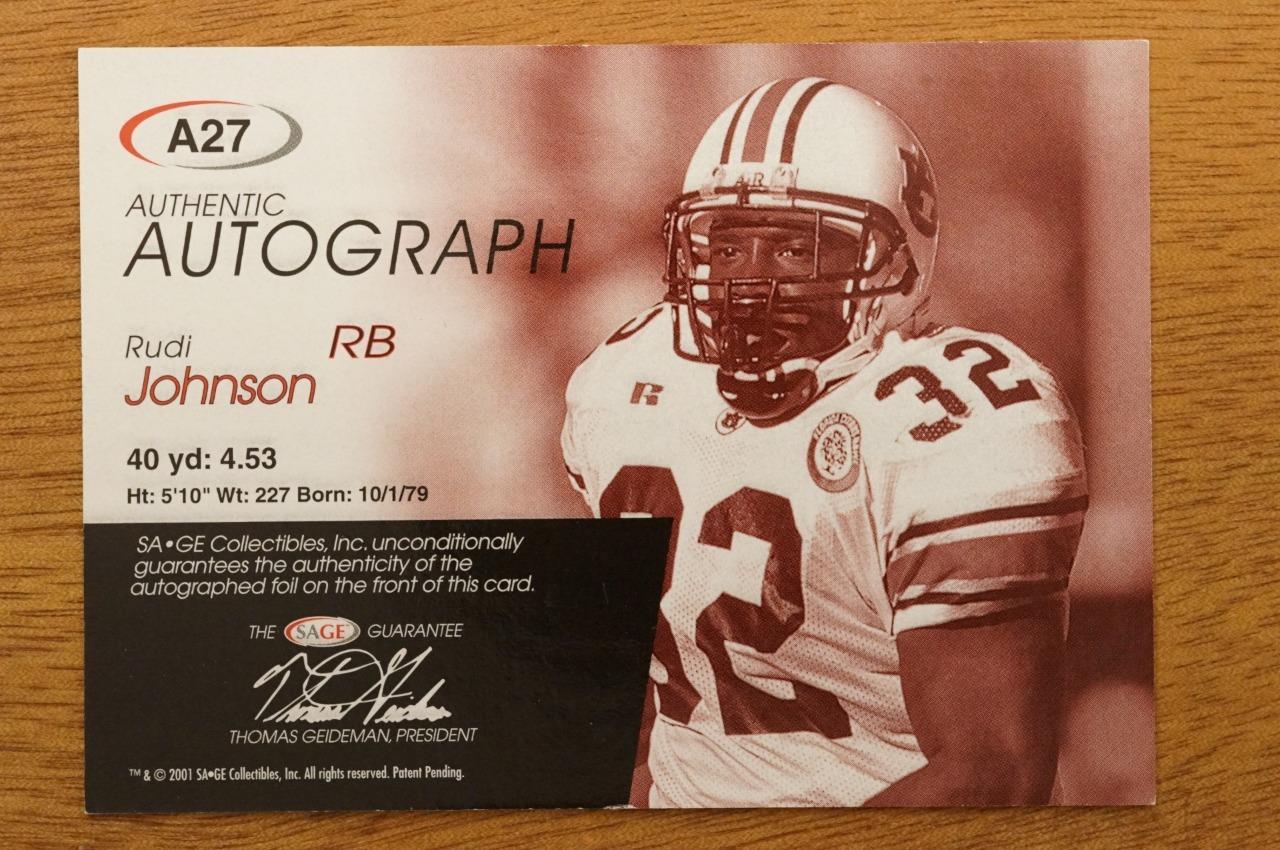 A27
AUTHENTIC
AUTOGRAPH
Rudi RB
Johnson
40 yd: 4.53
Ht: 5'10" Wt: 227 Born: 10/1/79
SA•GE Collectibles, Inc. unconditionally
guarantees the authenticity of the
autographed foil on the front of this card.
THE SAGE GUARANTEE
THOMAS GEIDEMAN, PRESIDENT
™ & © 2001 SA•GE Collectibles, Inc. All rights reserved. Patent Pending.
32
32